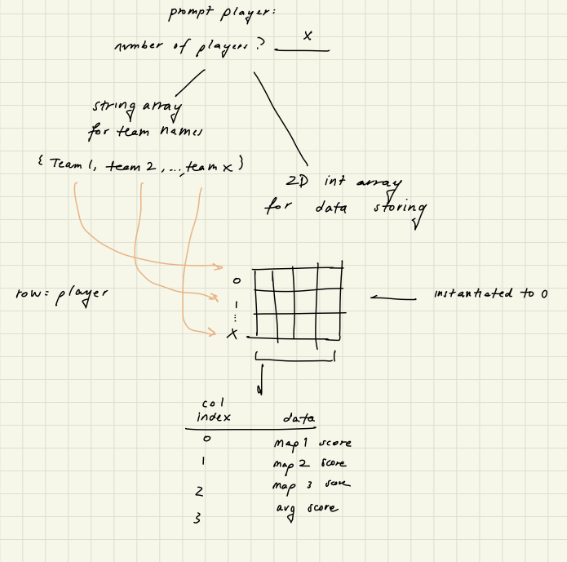 prompt player:
number of players? x
string array
for team names
{ Team 1, team 2, ..., team x }
2D int array
for data storing
row: player
0
1
:
x
instantiated to 0
col
index data
0 map 1 score
1 map 2 score
2 map 3 score
3 avg score